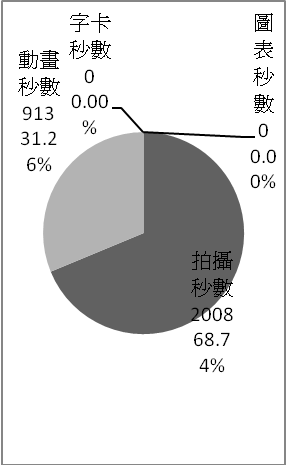 字卡
秒數
0
0.00
%
圖
表
秒
數
0
0.0
0%
動畫
秒數
913
31.2
6%
拍攝
秒數
2008
68.7
4%